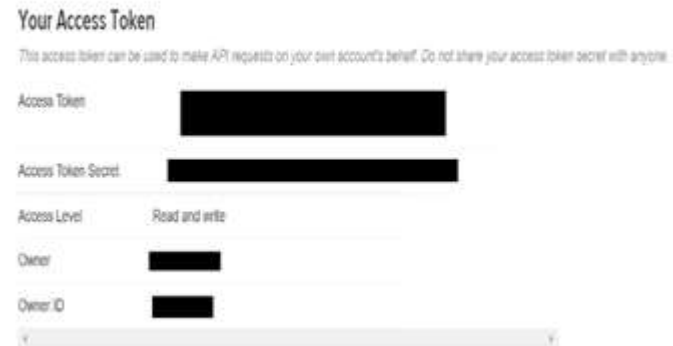 Your Access Token
This access token can be used to make API requests on your own account's behalf. Do not share your access token secret with anyone.
Access Token
Access Token Secret
Access Level Read and write
Owner
Owner ID